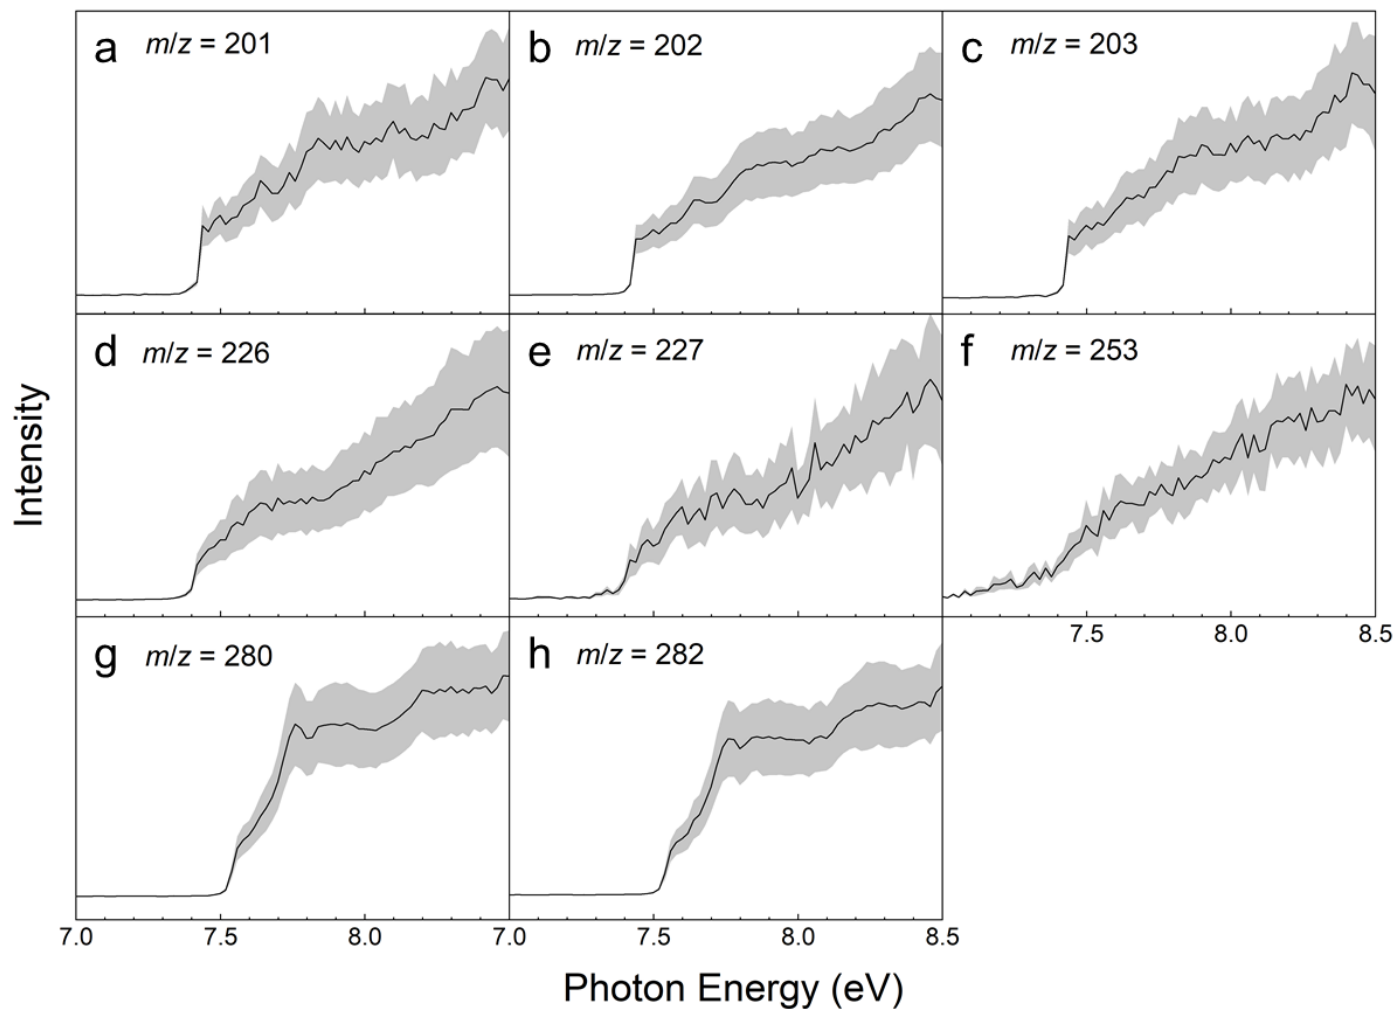 a m/z = 201
b m/z = 202
c m/z = 203
d m/z = 226
e m/z = 227
f m/z = 253
7.5 8.0 8.5
g m/z = 280
h m/z = 282
7.0 7.5 8.0 7.0 7.5 8.0 8.5
Intensity
Photon Energy (eV)